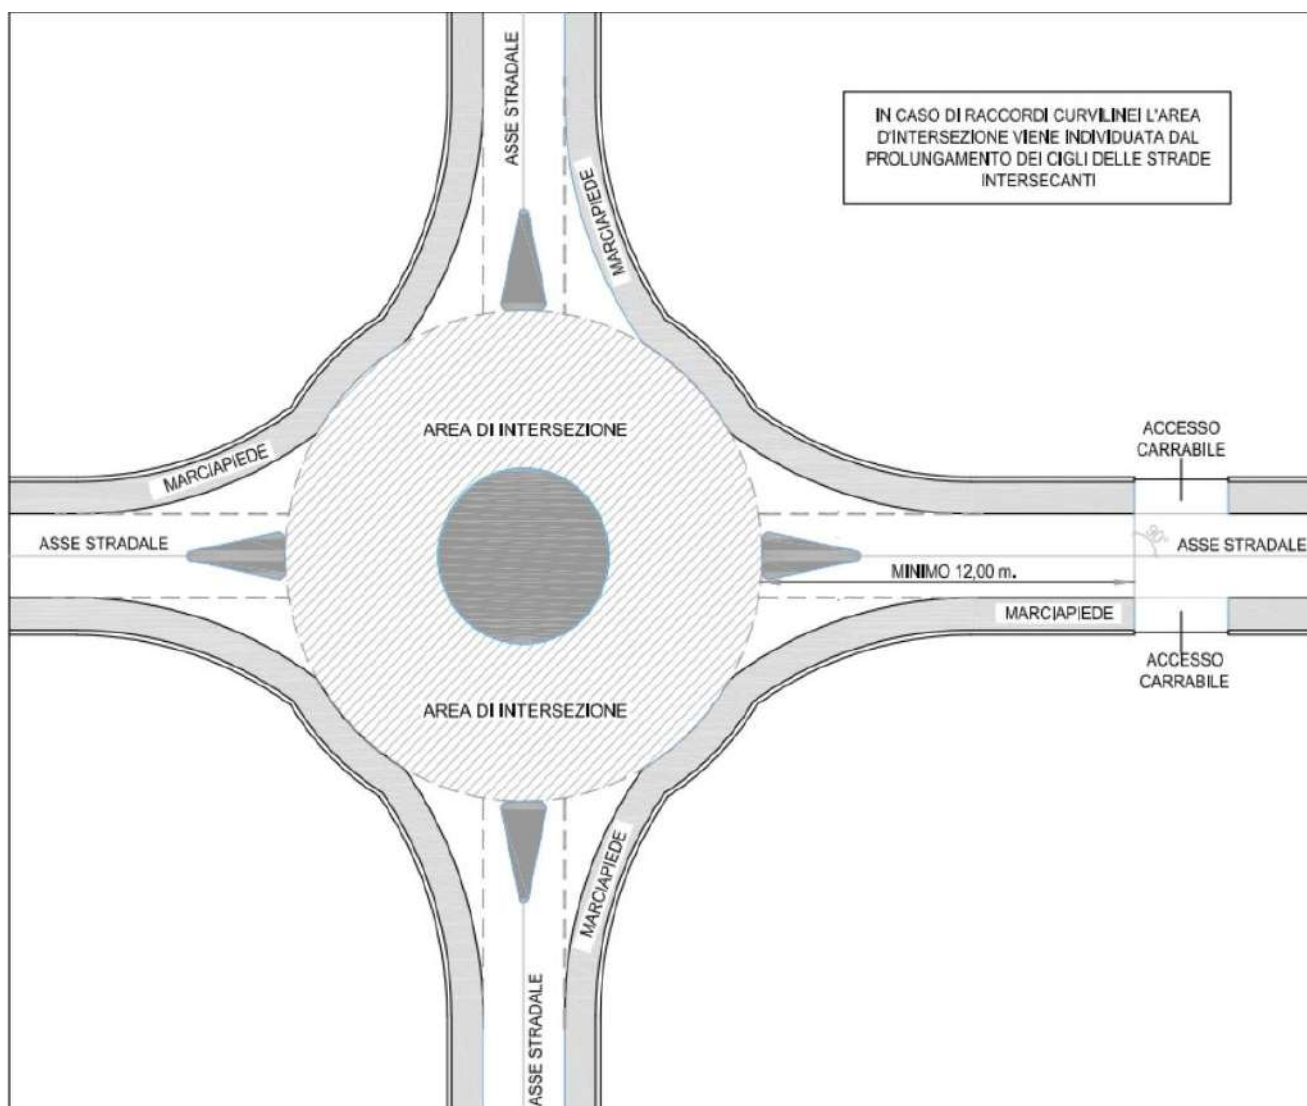 ASSE STRADALE
IN CASO DI RACCORDI CURVILINEI L'AREA
D'INTERSEZIONE VIENE INDIVIDUATA DAL
PROLUNGAMENTO DEI CIGLI DELLE STRADE
INTERSECANTI
MARCIAPIEDE
AREA DI INTERSEZIONE
MARCIAPIEDE
ACCESSO
CARRABILE
ASSE STRADALE
90°
ASSE STRADALE
MINIMO 12,00 m.
MARCIAPIEDE
ACCESSO
CARRABILE
AREA DI INTERSEZIONE
MARCIAPIEDE
ASSE STRADALE